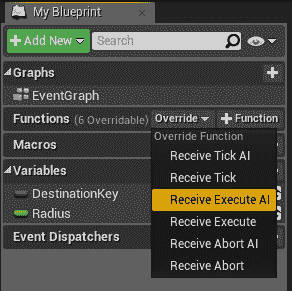 My Blueprint
Add New
Search
Graphs
EventGraph
Functions (6 Overridable)
Override
Function
Override Function
Receive Tick AI
Macros
Receive Tick
Variables
Receive Execute AI
DestinationKey
Receive Execute
Radius
Receive Abort AI
Event Dispatchers
Receive Abort